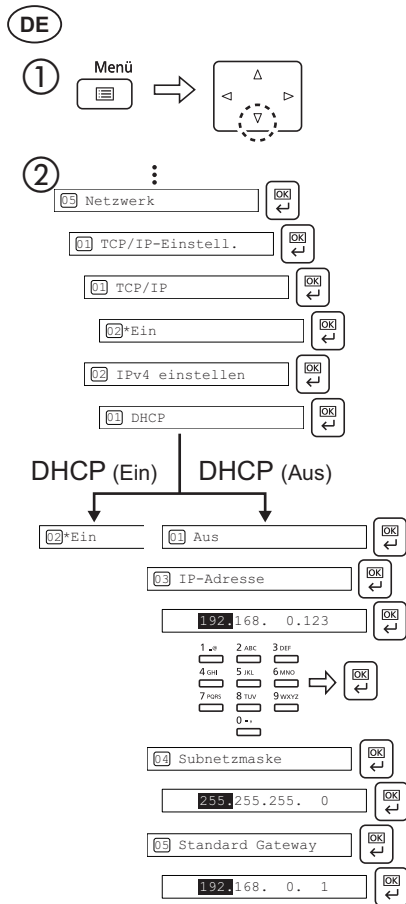 DE
① Menü
②
05 Netzwerk OK
01 TCP/IP-Einstell. OK
01 TCP/IP OK
02*Ein OK
02 IPv4 einstellen OK
01 DHCP OK
DHCP (Ein) DHCP (Aus)
02*Ein 01 Aus OK
03 IP-Adresse OK
192.168. 0.123 OK
1 .@ 2 ABC 3 DEF
4 GHI 5 JKL 6 MNO OK
7 PQRS 8 TUV 9 WXYZ
0 -,
04 Subnetzmaske OK
255.255.255. 0 OK
05 Standard Gateway OK
192.168. 0. 1 OK